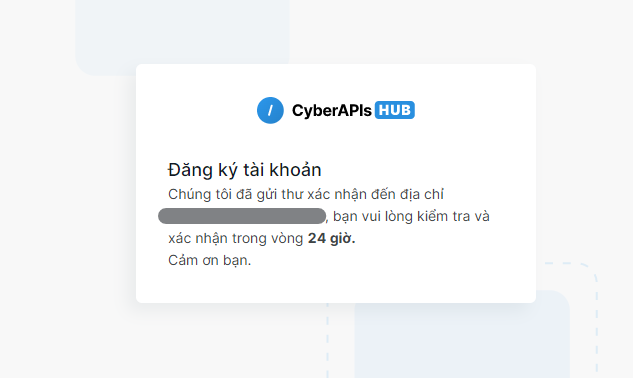 / CyberAPIs HUB
Đăng ký tài khoản
Chúng tôi đã gửi thư xác nhận đến địa chỉ
, bạn vui lòng kiểm tra và
xác nhận trong vòng 24 giờ.
Cảm ơn bạn.